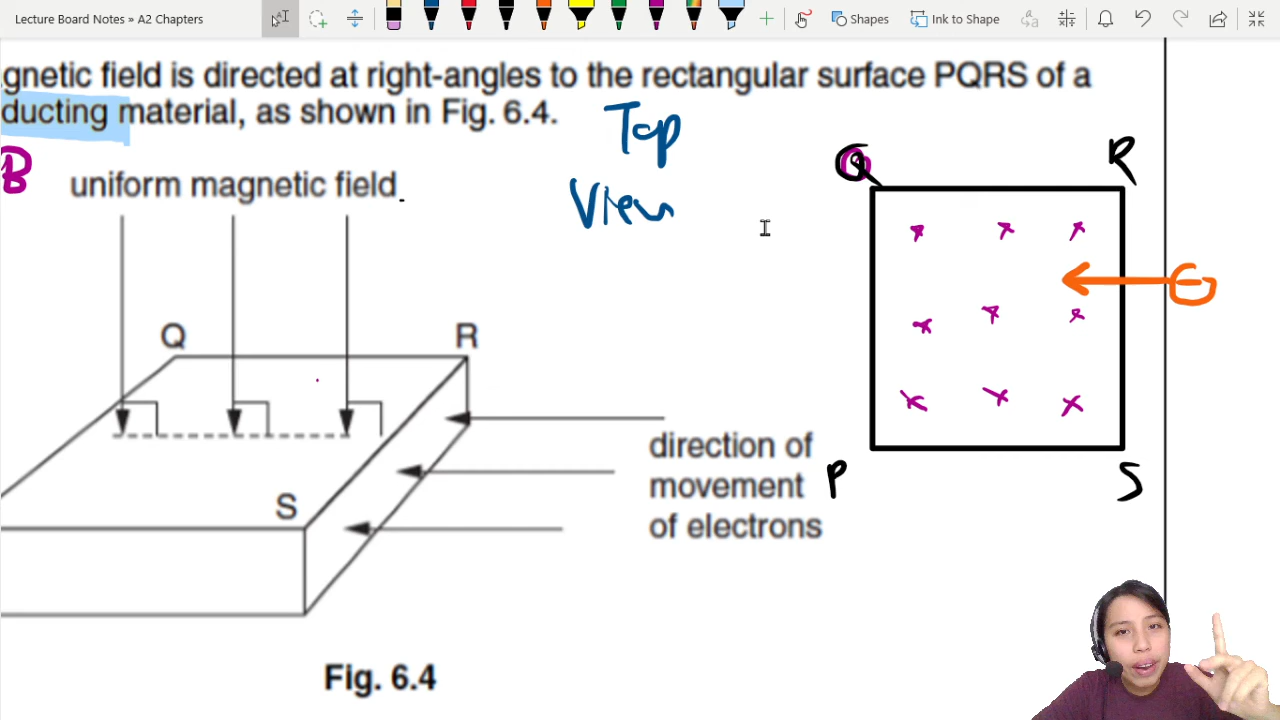 Lecture Board Notes » A2 Chapters
Shapes
Ink to Shape
gnetic field is directed at right-angles to the rectangular surface PQRS of a
ducting material, as shown in Fig. 6.4.
Top
View
B
uniform magnetic field.
Q
R
Q
R
S
direction of
movement
of electrons
P
S
Fig. 6.4